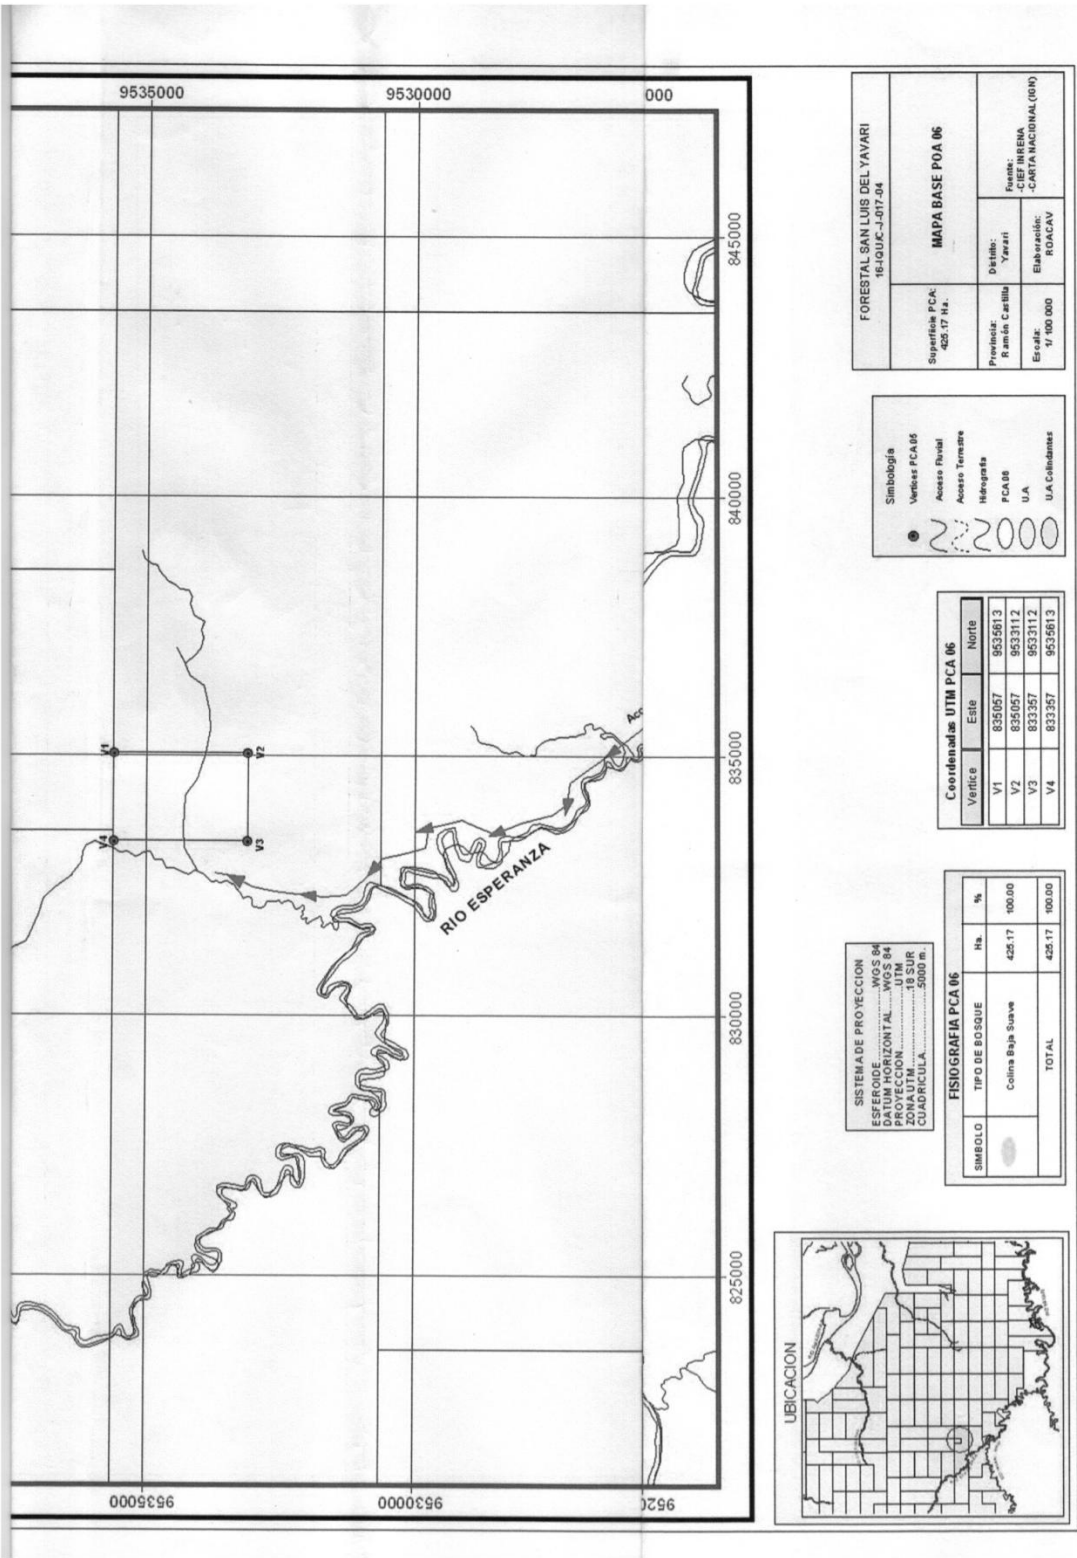 9535000
9530000
000
845000
840000
835000
830000
825000
9535000
9530000
9520
V1
V2
V3
V4
RIO ESPERANZA
Acc
FORESTAL SAN LUIS DEL YAVARI
16-IQU/C-J-017-04
Superficie PCA:
425.17 Ha.
MAPA BASE POA 06
Provincia:
Ramón Castilla
Distrito:
Yavari
Fuente:
-CIEF INRENA
-CARTA NACIONAL (IGN)
Escala:
1/ 100 000
Elaboración:
ROACAV
Simbología
Vertices PCA 05
Acceso Fluvial
Acceso Terrestre
Hidrografia
PCA 06
U.A
U.A Colindantes
Coordenadas UTM PCA 06
Vertice Este Norte
V1 835057 9535613
V2 835057 9533112
V3 833357 9533112
V4 833357 9535613
SISTEMA DE PROYECCION
ESFEROIDE....................WGS 84
DATUM HORIZONTAL.....WGS 84
PROYECCION..................UTM
ZONA UTM.....................18 SUR
CUADRICULA..................5000 m.
FISIOGRAFIA PCA 06
SIMBOLO TIPO DE BOSQUE Ha. %
Colina Baja Suave 425.17 100.00
TOTAL 425.17 100.00
UBICACION